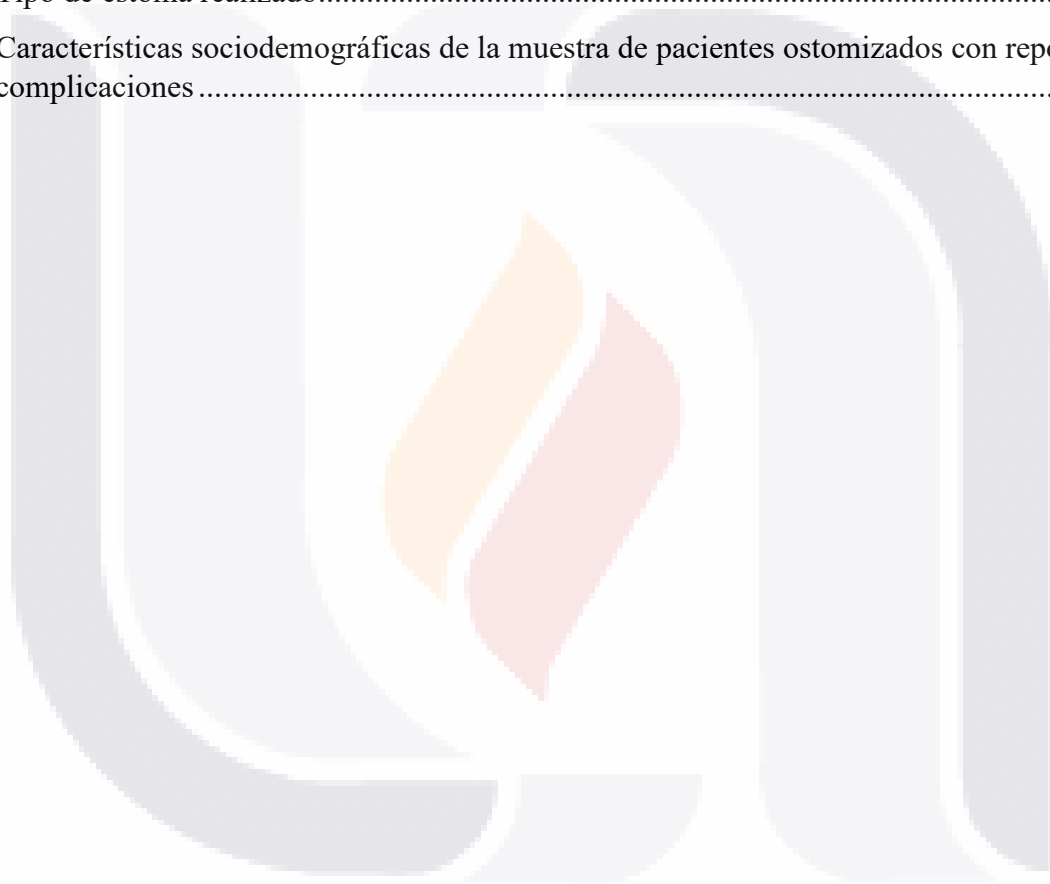 Tipo de estoma realizado................................................................................................
Características sociodemográficas de la muestra de pacientes ostomizados con
complicaciones ................................................................................................................